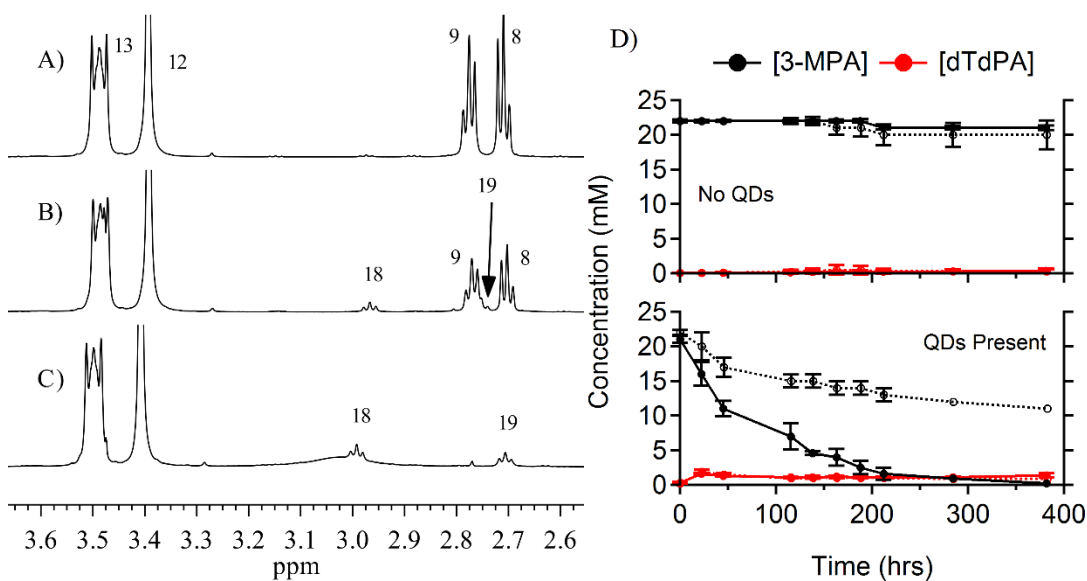 A)
13
12
9
8
B)
18
9
19
8
C)
18
19
3.6 3.5 3.4 3.3 3.2 3.1 3.0 2.9 2.8 2.7 2.6
ppm
D)
[3-MPA] [dTdPA]
Concentration (mM)
25
20
15
10
5
0
No QDs
25
20
15
10
5
0
QDs Present
0 100 200 300 400
Time (hrs)